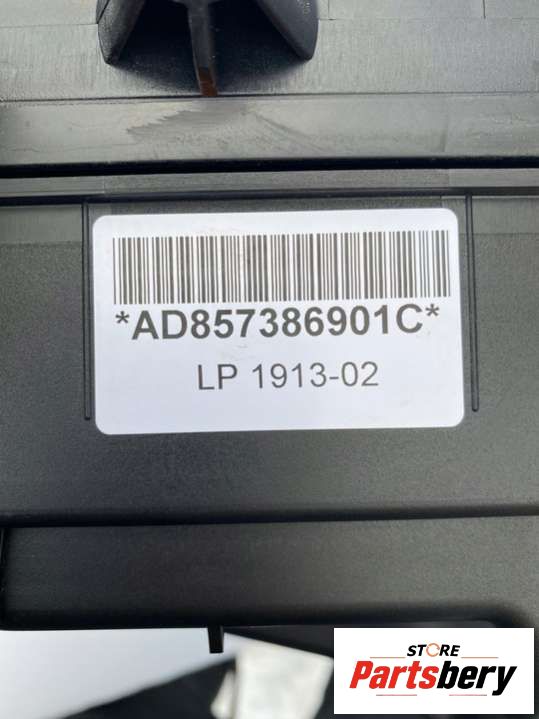 *AD857386901C*
LP 1913-02
STORE
Partsbery